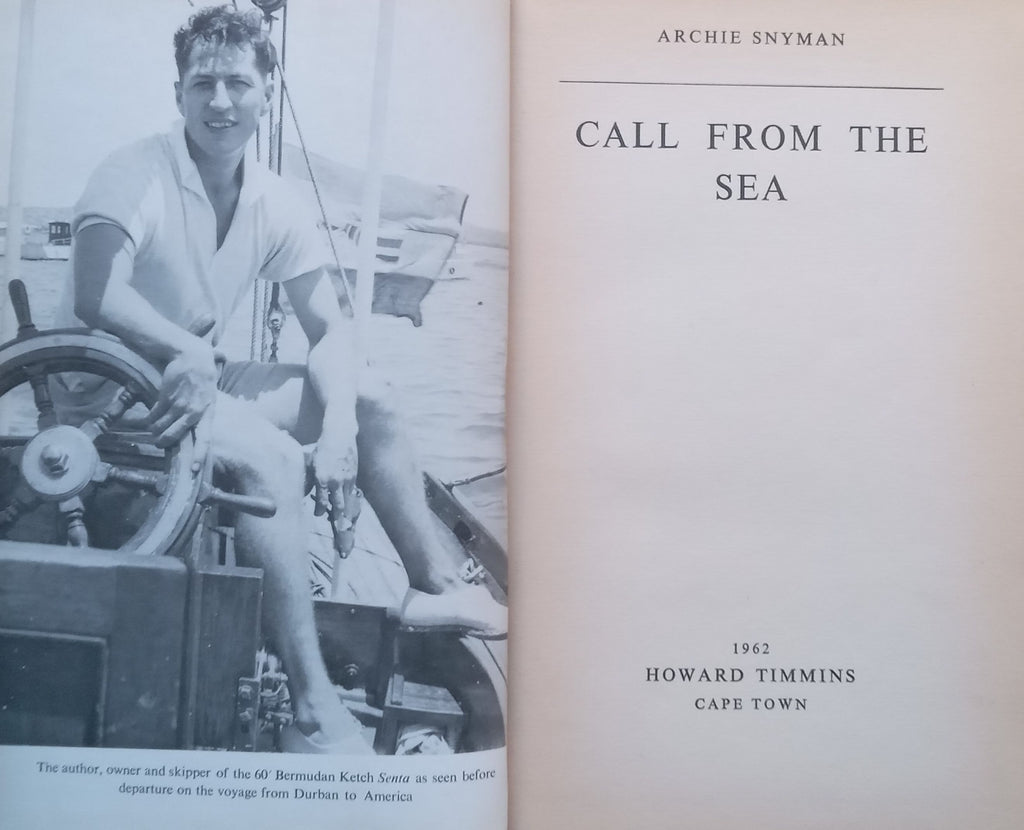 The author, owner and skipper of the 60′ Bermudan Ketch Senta as seen before
departure on the voyage from Durban to America
ARCHIE SNYMAN
CALL FROM THE
SEA
1962
HOWARD TIMMINS
CAPE TOWN